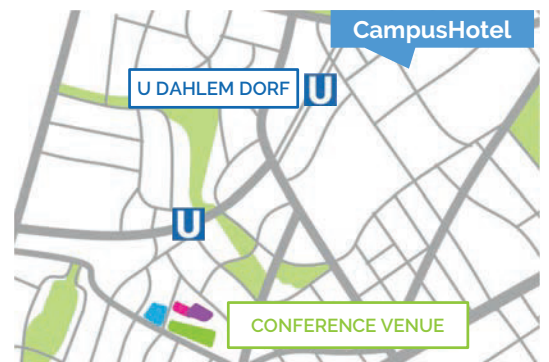 CampusHotel
U DAHLEM DORF
U
U
CONFERENCE VENUE